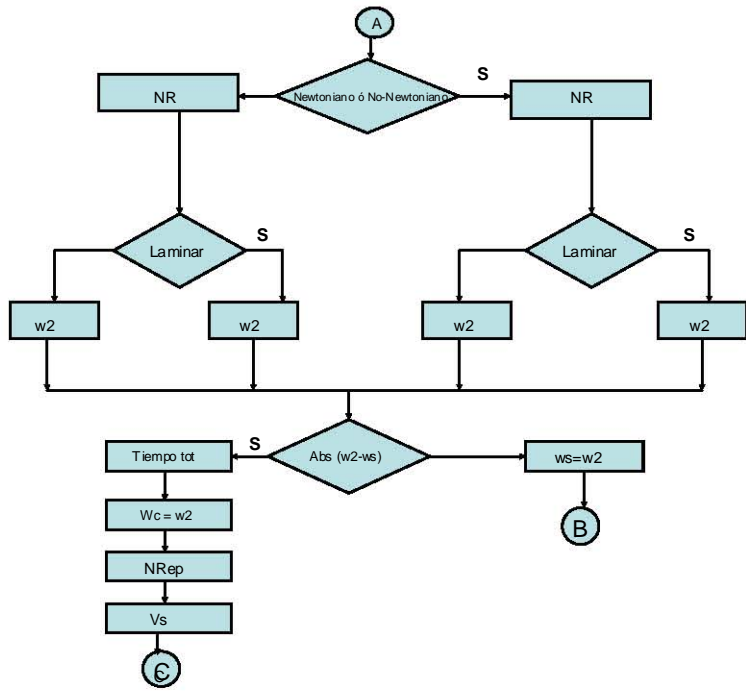 A
S
Newtoniano ó No-Newtoniano
NR
NR
Laminar
S
Laminar
S
w2
w2
w2
w2
S
Abs (w2-ws)
Tiempo tot
ws=w2
Wc = w2
B
NRep
Vs
C